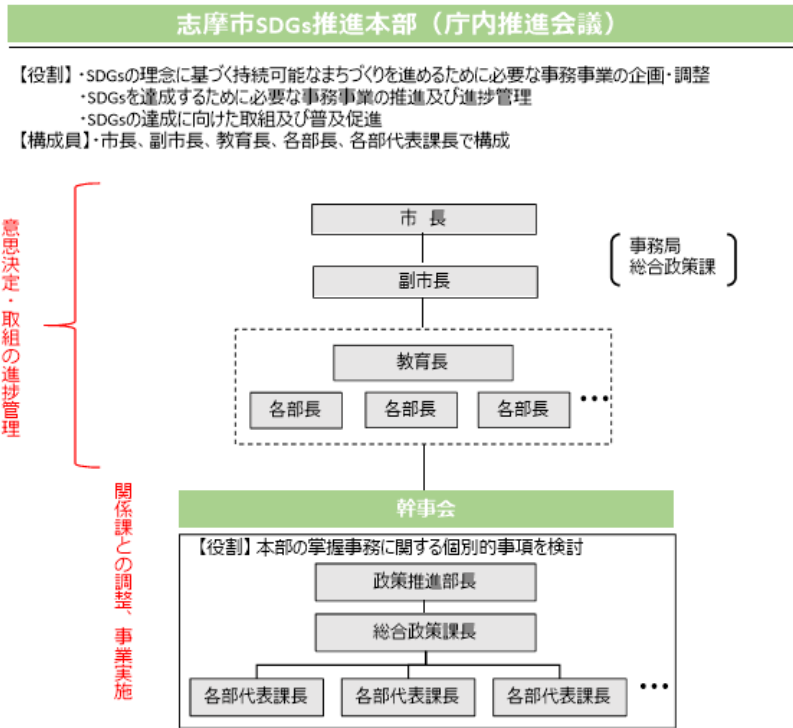 志摩市SDGs推進本部（庁内推進会議）
【役割】・SDGsの理念に基づく持続可能なまちづくりを進めるために必要な事務事業の企画・調整
・SDGsを達成するために必要な事務事業の推進及び進捗管理
・SDGsの達成に向けた取組及び普及促進
【構成員】・市長、副市長、教育長、各部長、各部代表課長で構成
意思決定・取組の進捗管理
市 長
事務局
総合政策課
副市長
教育長
各部長 各部長 各部長 •••
関係課との調整、事業実施
幹事会
【役割】本部の掌握事務に関する個別的事項を検討
政策推進部長
総合政策課長
各部代表課長 各部代表課長 各部代表課長 •••